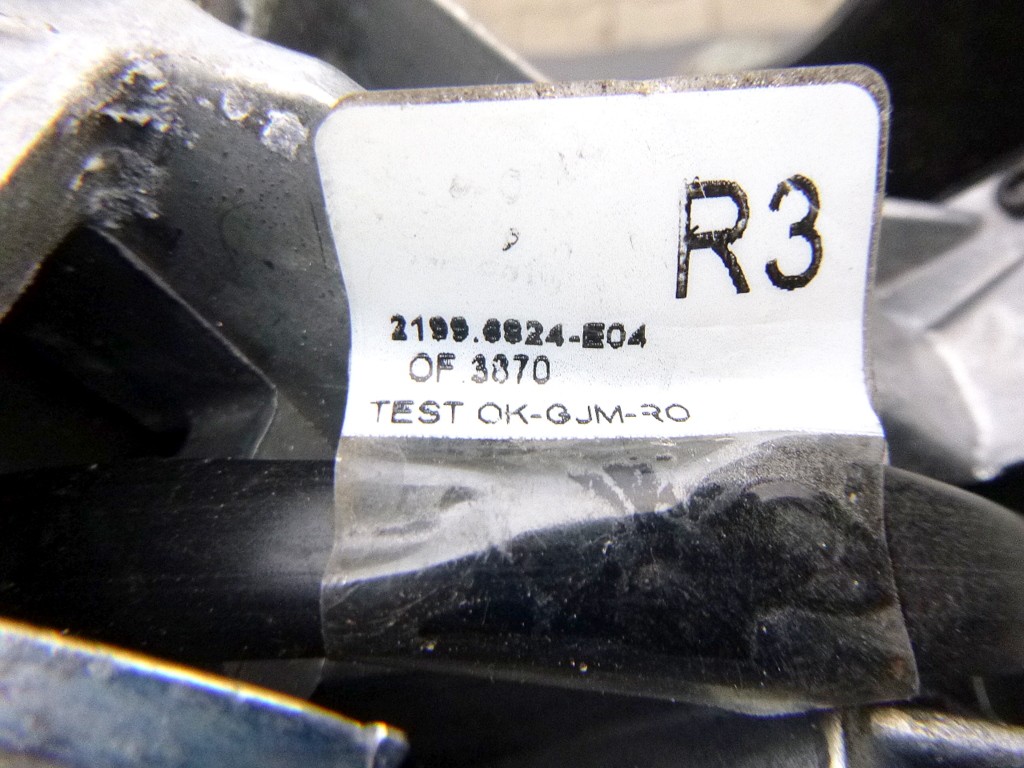 R3
2199.6824-E04
OF 3870
TEST OK-GJM-RO